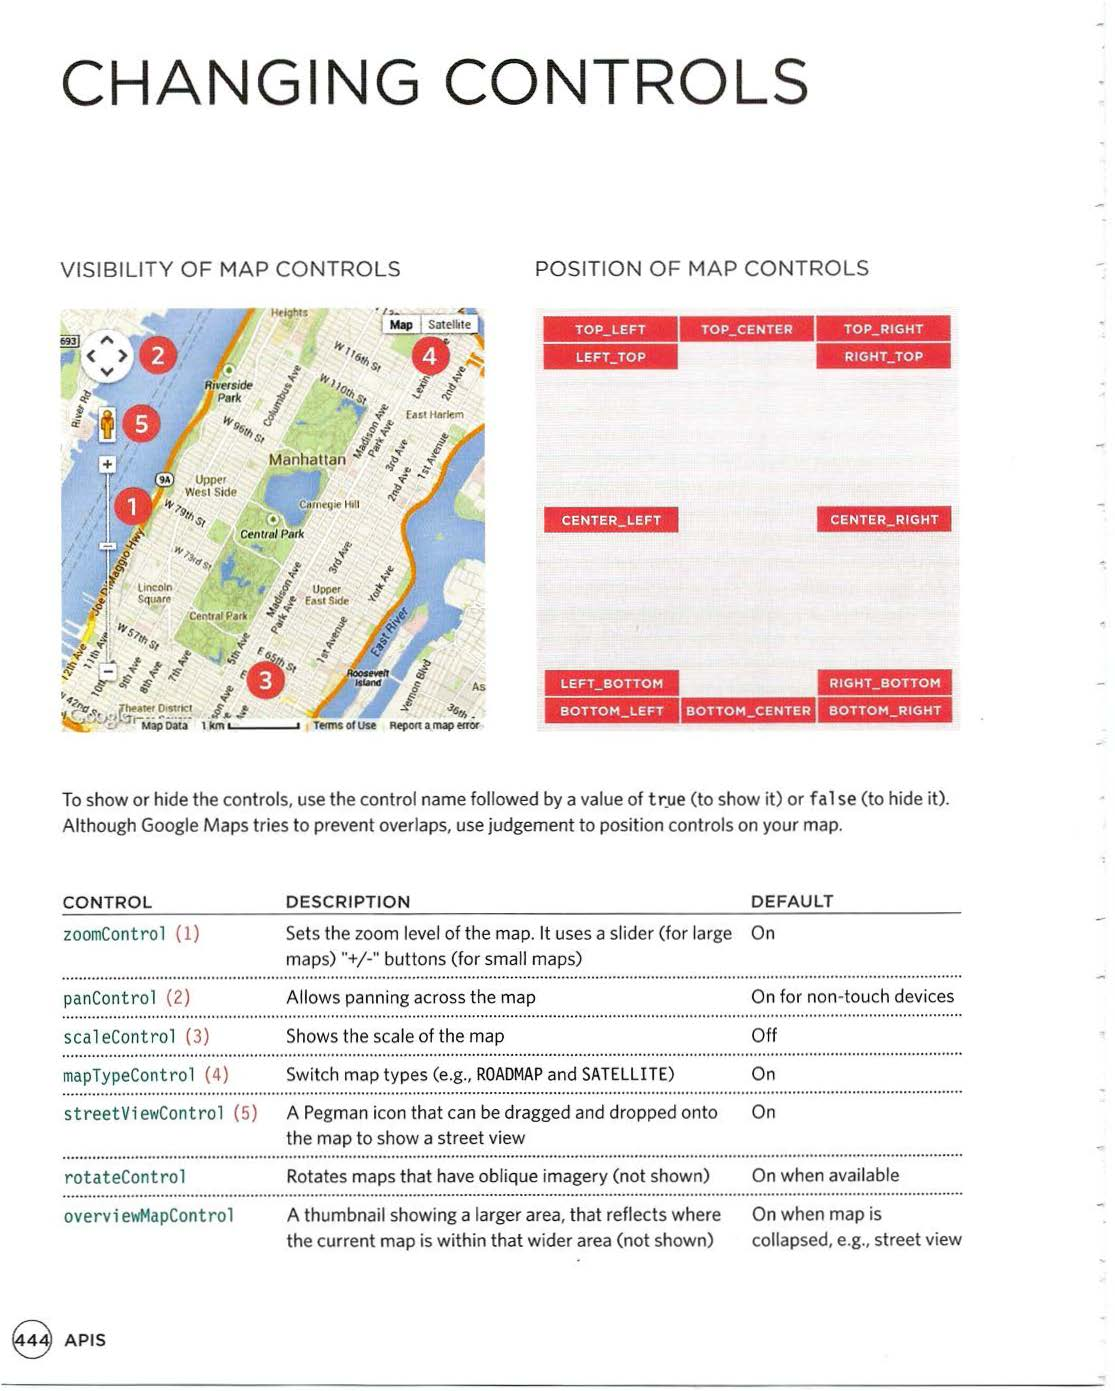 CHANGING CONTROLS
VISIBILITY OF MAP CONTROLS
Heights
Map
Satellite
693
2
4
W 116th St
Riverside
Park
Columbus Ave
W 110th St
Lexin
2nd Ave
River Rd
5
W 96th St
Madison Ave
Park Ave
East Harlem
3rd Ave
1st Avenue
Manhattan
9A
Upper
West Side
2nd Ave
1
W 79th St
Carnegie Hill
Central Park
W 73rd St
3rd Ave
Joe DiMaggio Hwy
Lincoln
Square
Madison Ave
Park Ave
Upper
East Side
York Ave
Central Park
W 57th St
5th Ave
E 65th St
1st Avenue
East River
12th Ave
11th Ave
10th
9th Ave
8th Ave
7th Ave
3
Roosevelt
Island
Vernon Blvd
As
W 42nd St
Theater District
36th
Google
Map Data
1 km
Terms of Use
Report a map error
POSITION OF MAP CONTROLS
TOP_LEFT
TOP_CENTER
TOP_RIGHT
LEFT_TOP
RIGHT_TOP
CENTER_LEFT
CENTER_RIGHT
LEFT_BOTTOM
RIGHT_BOTTOM
BOTTOM_LEFT
BOTTOM_CENTER
BOTTOM_RIGHT
To show or hide the controls, use the control name followed by a value of true (to show it) or false (to hide it).
Although Google Maps tries to prevent overlaps, use judgement to position controls on your map.
CONTROL DESCRIPTION DEFAULT
zoomControl (1) Sets the zoom level of the map. It uses a slider (for large On
maps) "+/-" buttons (for small maps)
panControl (2) Allows panning across the map On for non-touch devices
scaleControl (3) Shows the scale of the map Off
mapTypeControl (4) Switch map types (e.g., ROADMAP and SATELLITE) On
streetViewControl (5) A Pegman icon that can be dragged and dropped onto On
the map to show a street view
rotateControl Rotates maps that have oblique imagery (not shown) On when available
overviewMapControl A thumbnail showing a larger area, that reflects where On when map is
the current map is within that wider area (not shown) collapsed, e.g., street view
444 APIS